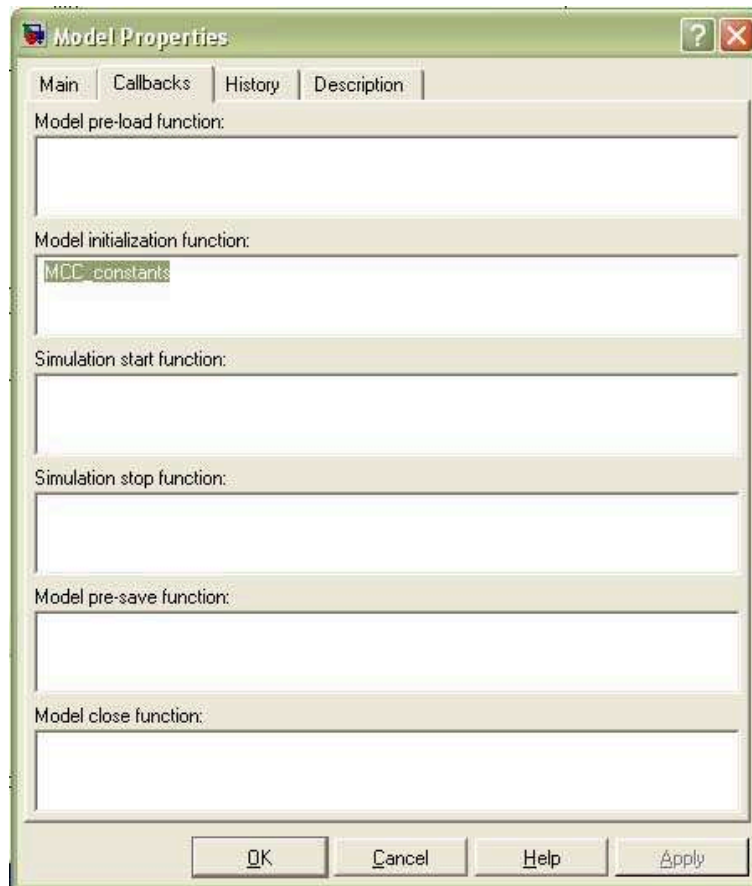 Model Properties
Main Callbacks History Description
Model pre-load function:
Model initialization function:
MCC_constants
Simulation start function:
Simulation stop function:
Model pre-save function:
Model close function:
OK Cancel Help Apply